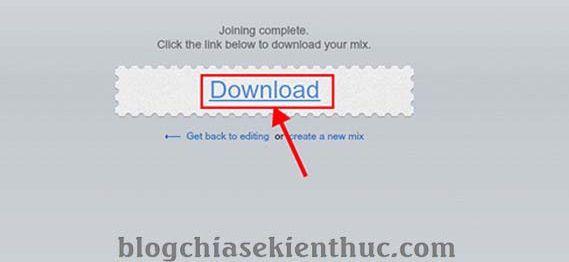 Joining complete.
Click the link below to download your mix.
Download
← Get back to editing or create a new mix
blogchiasekienthuc.com